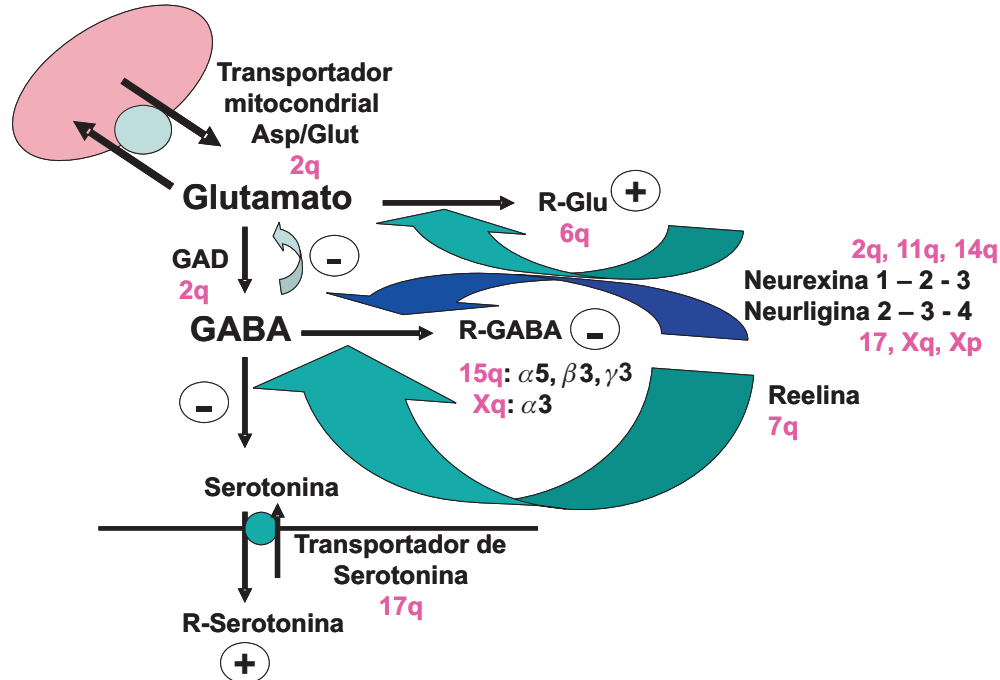 Transportador
mitocondrial
Asp/Glut
2q
Glutamato
R-Glu +
6q
GAD
2q
-
2q, 11q, 14q
Neurexina 1 – 2 - 3
Neurligina 2 – 3 - 4
17, Xq, Xp
GABA
R-GABA -
15q: α5, β3, γ3
Xq: α3
-
Reelina
7q
Serotonina
Transportador de
Serotonina
17q
R-Serotonina
+